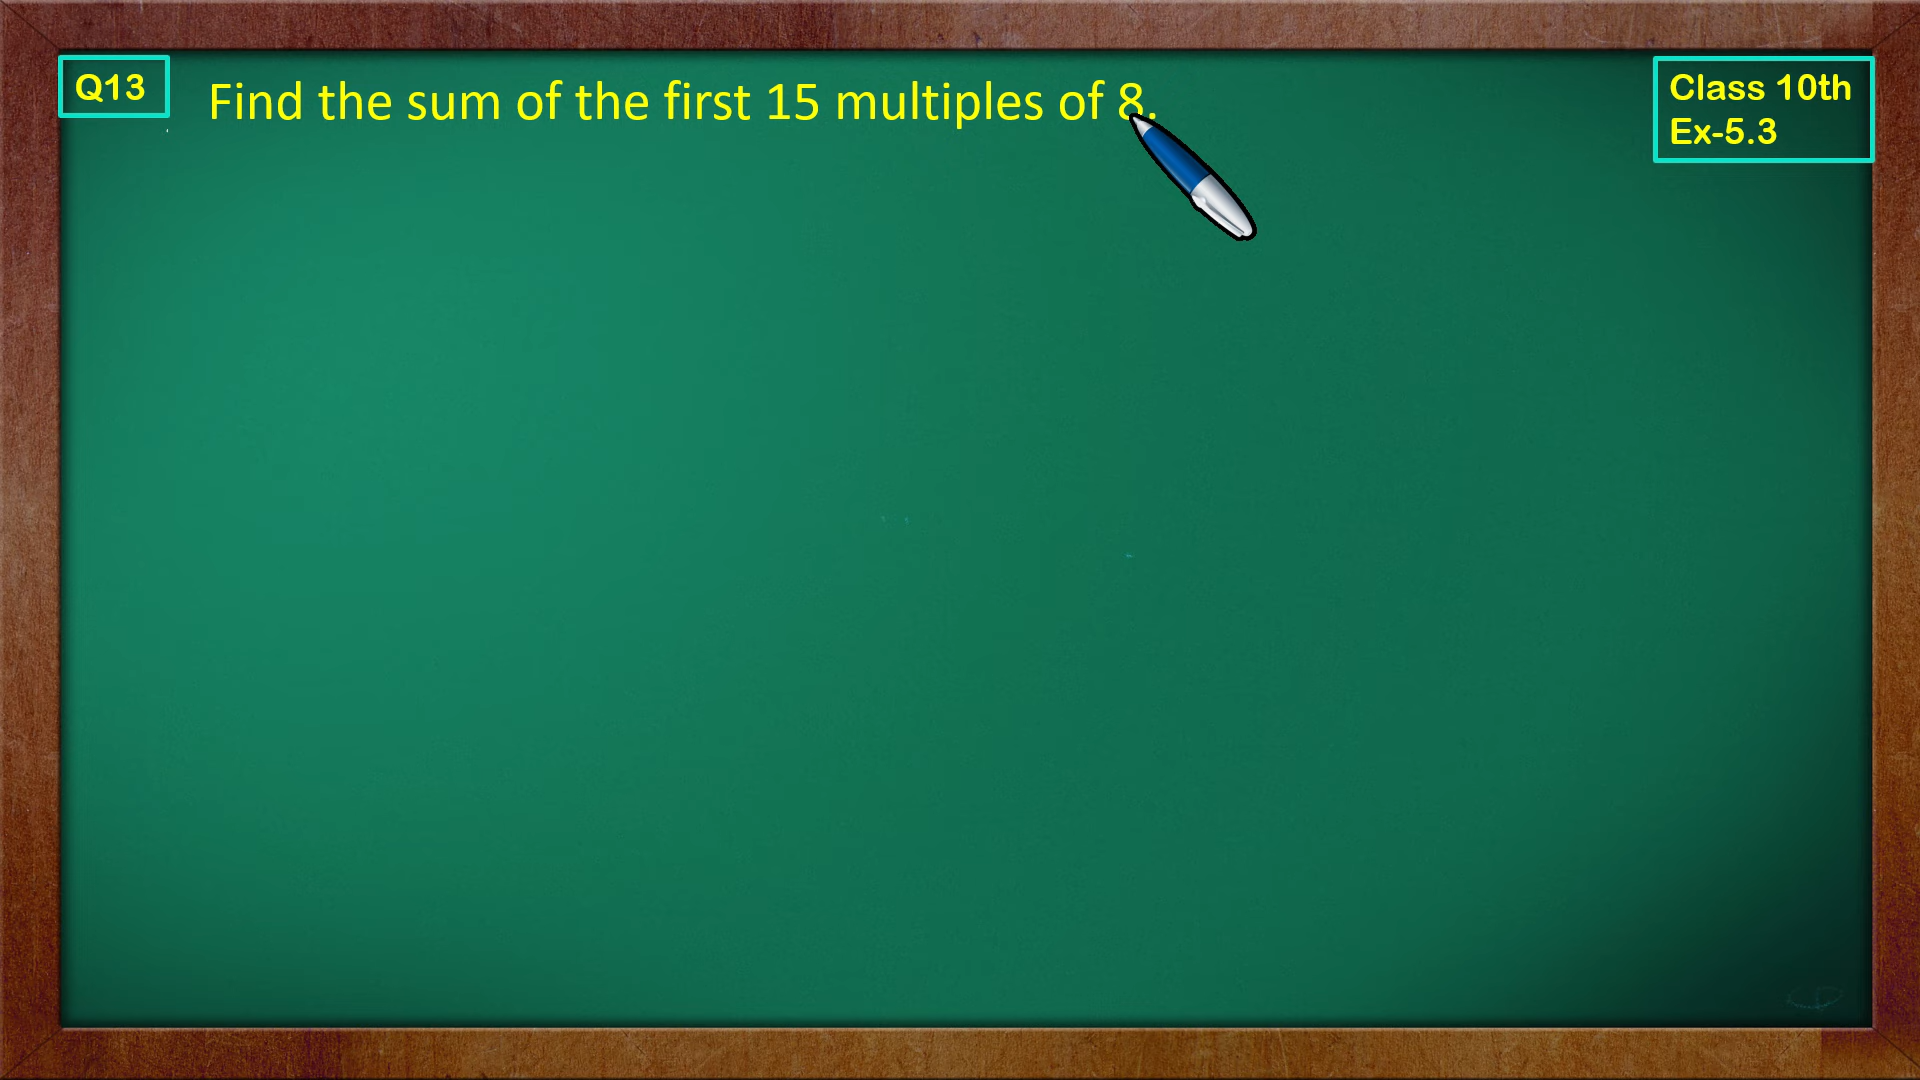 Q13
Find the sum of the first 15 multiples of 8.
Class 10th
Ex-5.3